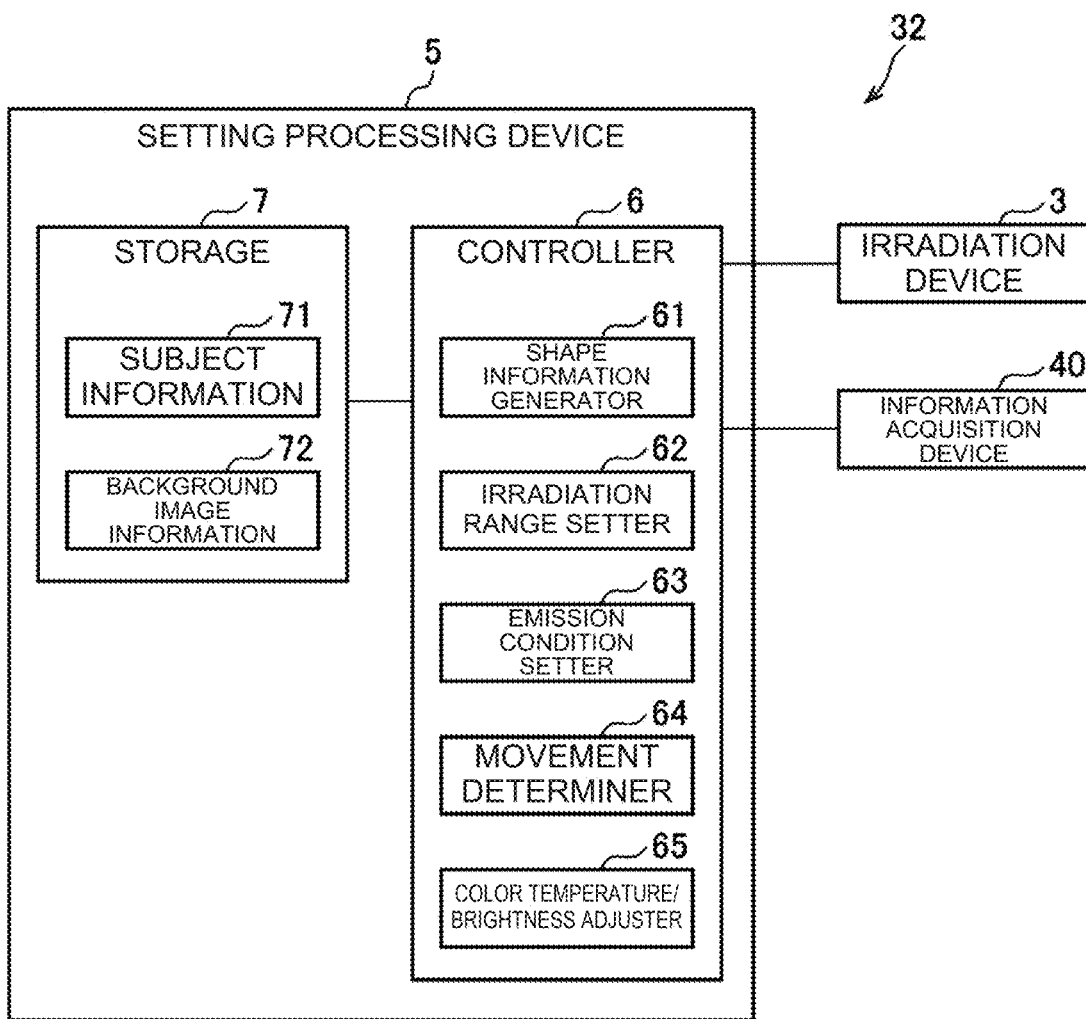 32
5
SETTING PROCESSING DEVICE
7
STORAGE
71
SUBJECT
INFORMATION
72
BACKGROUND
IMAGE
INFORMATION
6
CONTROLLER
61
SHAPE
INFORMATION
GENERATOR
62
IRRADIATION
RANGE SETTER
63
EMISSION
CONDITION
SETTER
64
MOVEMENT
DETERMINER
65
COLOR TEMPERATURE/
BRIGHTNESS ADJUSTER
3
IRRADIATION
DEVICE
40
INFORMATION
ACQUISITION
DEVICE